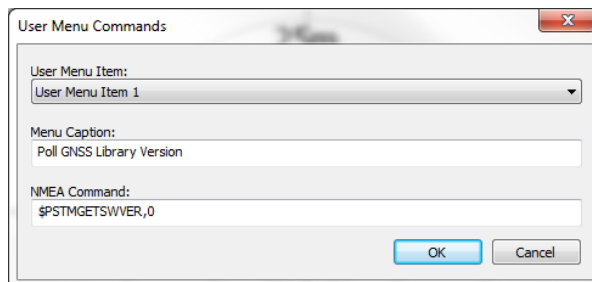 25m
User Menu Commands
User Menu Item:
User Menu Item 1
Menu Caption:
Poll GNSS Library Version
NMEA Command:
$PSTMGETSWVER,0
OK
Cancel